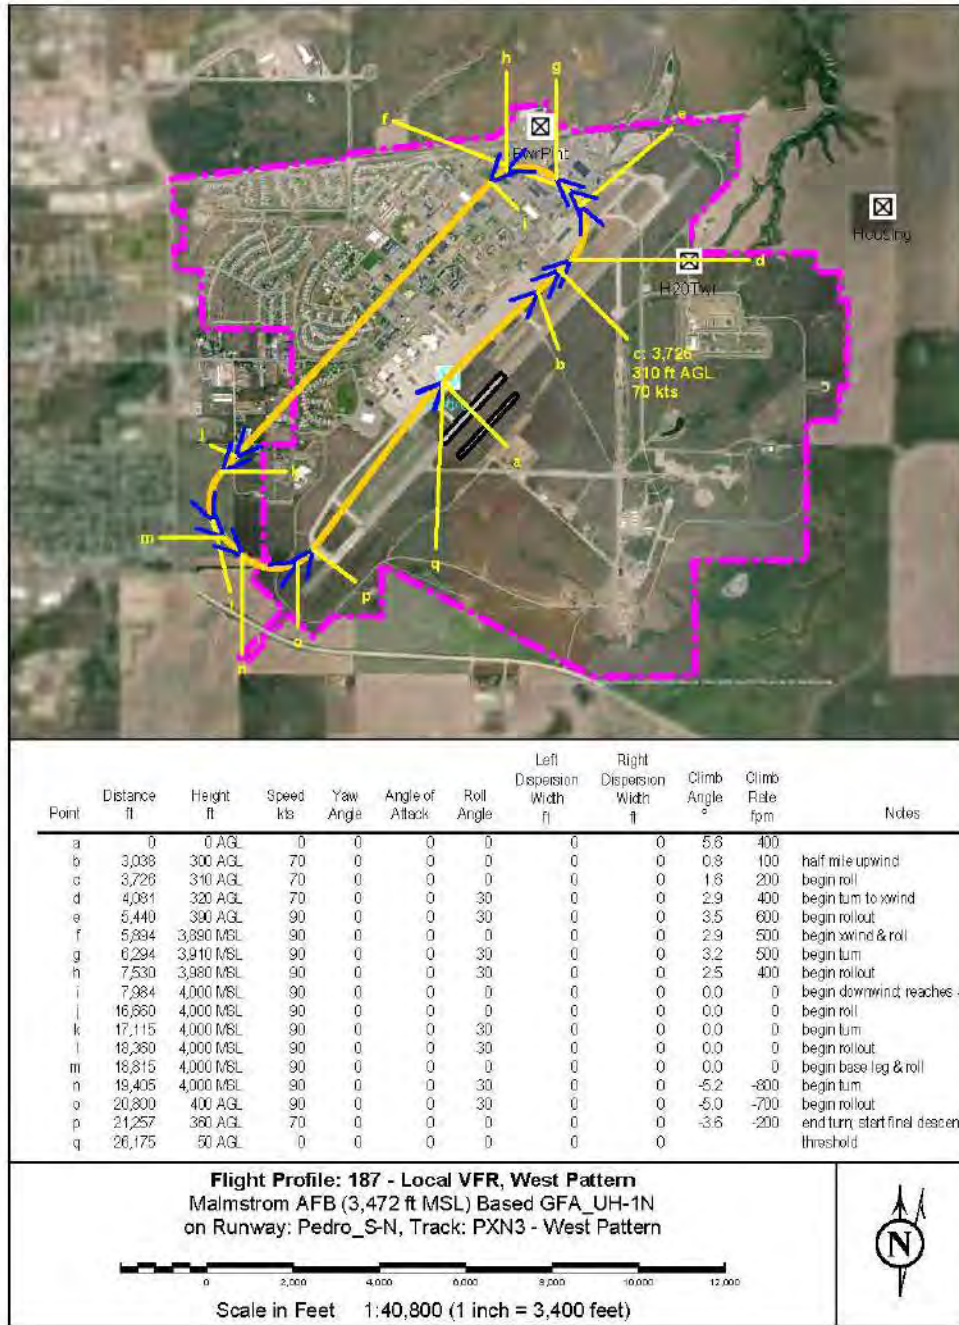 h
g
f
e
PwrPlnt
i
Housing
H20Twr
d
b
c: 3,726
310 ft AGL
70 kts
j
a
k
m
q
l
p
o
n
Point Distance ft Height ft Speed kts Yaw Angle Angle of Attack Roll Angle Left Dispersion Width ft Right Dispersion Width ft Climb Angle ° Climb Rate fpm Notes
a 0 0 AGL 0 0 0 0 0 0 5.6 400
b 3,038 300 AGL 70 0 0 0 0 0 0.8 100 half mile upwind
c 3,726 310 AGL 70 0 0 0 0 0 1.6 200 begin roll
d 4,081 320 AGL 70 0 0 30 0 0 2.9 400 begin turn to xwind
e 5,440 390 AGL 90 0 0 30 0 0 3.5 600 begin rollout
f 5,894 3,890 MSL 90 0 0 0 0 0 2.9 500 begin xwind & roll
g 6,294 3,910 MSL 90 0 0 30 0 0 3.2 500 begin turn
h 7,530 3,980 MSL 90 0 0 30 0 0 2.5 400 begin rollout
i 7,984 4,000 MSL 90 0 0 0 0 0 0.0 0 begin downwind; reaches
j 16,660 4,000 MSL 90 0 0 0 0 0 0.0 0 begin roll
k 17,115 4,000 MSL 90 0 0 30 0 0 0.0 0 begin turn
l 18,360 4,000 MSL 90 0 0 30 0 0 0.0 0 begin rollout
m 18,815 4,000 MSL 90 0 0 0 0 0 0.0 0 begin base leg & roll
n 19,405 4,000 MSL 90 0 0 30 0 0 -5.2 -800 begin turn
o 20,800 400 AGL 90 0 0 30 0 0 -5.0 -700 begin rollout
p 21,257 360 AGL 70 0 0 0 0 0 -3.6 -200 end turn; start final descen
q 26,175 50 AGL 0 0 0 0 0 0 threshold
Flight Profile: 187 - Local VFR, West Pattern
Malmstrom AFB (3,472 ft MSL) Based GFA_UH-1N
on Runway: Pedro_S-N, Track: PXN3 - West Pattern
0 2,000 4,000 6,000 8,000 10,000 12,000
Scale in Feet 1:40,800 (1 inch = 3,400 feet)
N